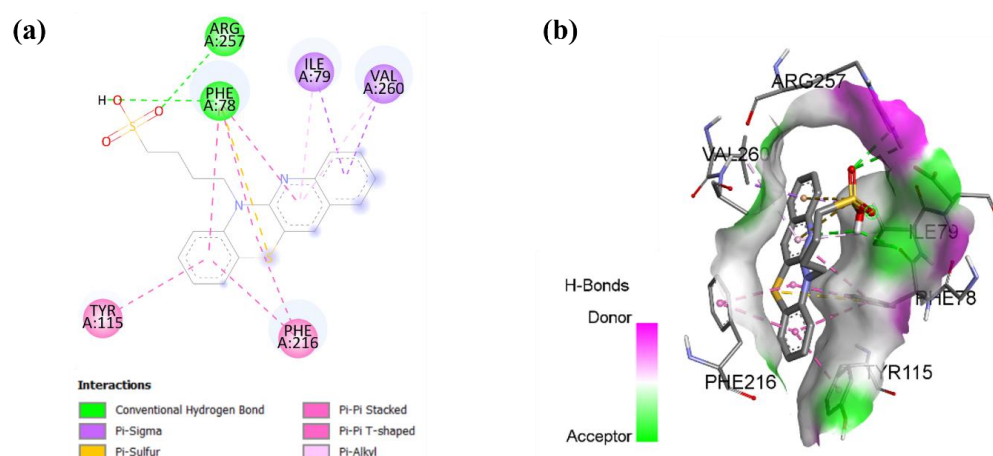 (a)
ARG
A:257
PHE
A:78
ILE
A:79
VAL
A:260
H
O
O
S
O
N
N
S
TYR
A:115
PHE
A:216
Interactions
Conventional Hydrogen Bond
Pi-Sigma
Pi-Sulfur
Pi-Pi Stacked
Pi-Pi T-shaped
Pi-Alkyl
(b)
ARG257
VAL260
ILE79
PHE78
PHE216
TYR115
H-Bonds
Donor
Acceptor